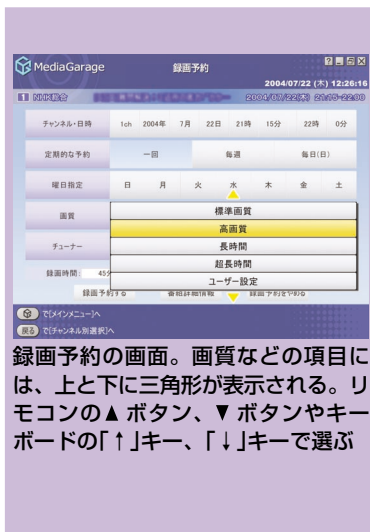 MediaGarage
録画予約
2004/07/22 (木) 12:26:16
1 NHK総合
2004/07/22(木) 21:15-22:00
チャンネル・日時 1ch 2004年 7月 22日 21時 15分 22時 0分
定期的な予約 一回 毎週 毎日(日)
曜日指定 日 月 火 水 木 金 土
画質 標準画質
高画質
チューナー 長時間
超長時間
録画時間: 45分 ユーザー設定
録画予約する 番組詳細情報 録画予約をやめる
で[メインメニュー]へ
戻る で[チャンネル別選択]へ
録画予約の画面。画質などの項目に
は、上と下に三角形が表示される。リ
モコンの▲ボタン、▼ボタンやキー
ボードの「↑」キー、「↓」キーで選ぶ